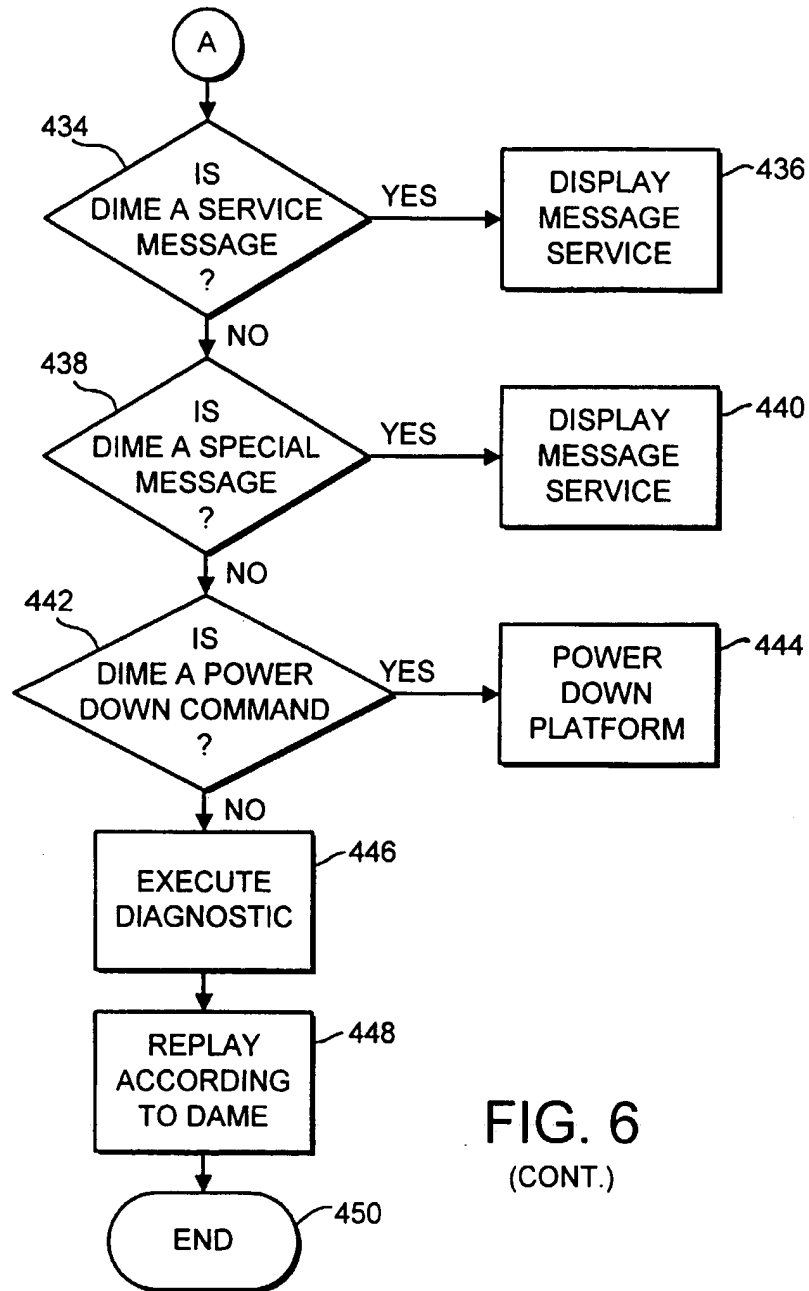 A
434
IS
DIME A SERVICE
MESSAGE
?
YES
DISPLAY
MESSAGE
SERVICE
436
NO
438
IS
DIME A SPECIAL
MESSAGE
?
YES
DISPLAY
MESSAGE
SERVICE
440
NO
442
IS
DIME A POWER
DOWN COMMAND
?
YES
POWER
DOWN
PLATFORM
444
NO
EXECUTE
DIAGNOSTIC
446
REPLAY
ACCORDING
TO DAME
448
END
450
FIG. 6
(CONT.)